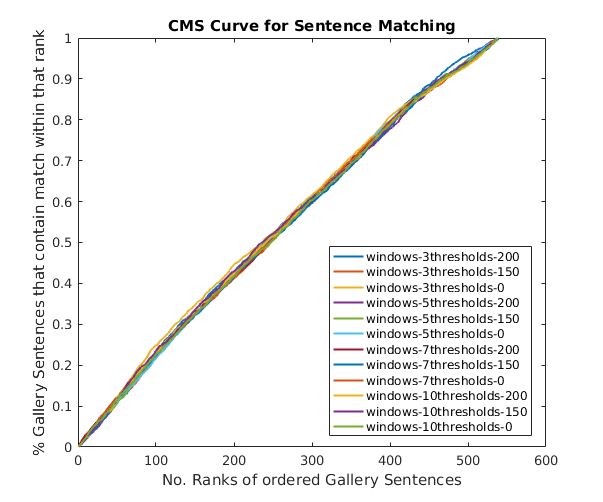 CMS Curve for Sentence Matching
% Gallery Sentences that contain match within that rank
1
0.9
0.8
0.7
0.6
0.5
0.4
0.3
0.2
0.1
0
windows-3thresholds-200
windows-3thresholds-150
windows-3thresholds-0
windows-5thresholds-200
windows-5thresholds-150
windows-5thresholds-0
windows-7thresholds-200
windows-7thresholds-150
windows-7thresholds-0
windows-10thresholds-200
windows-10thresholds-150
windows-10thresholds-0
0 100 200 300 400 500 600
No. Ranks of ordered Gallery Sentences